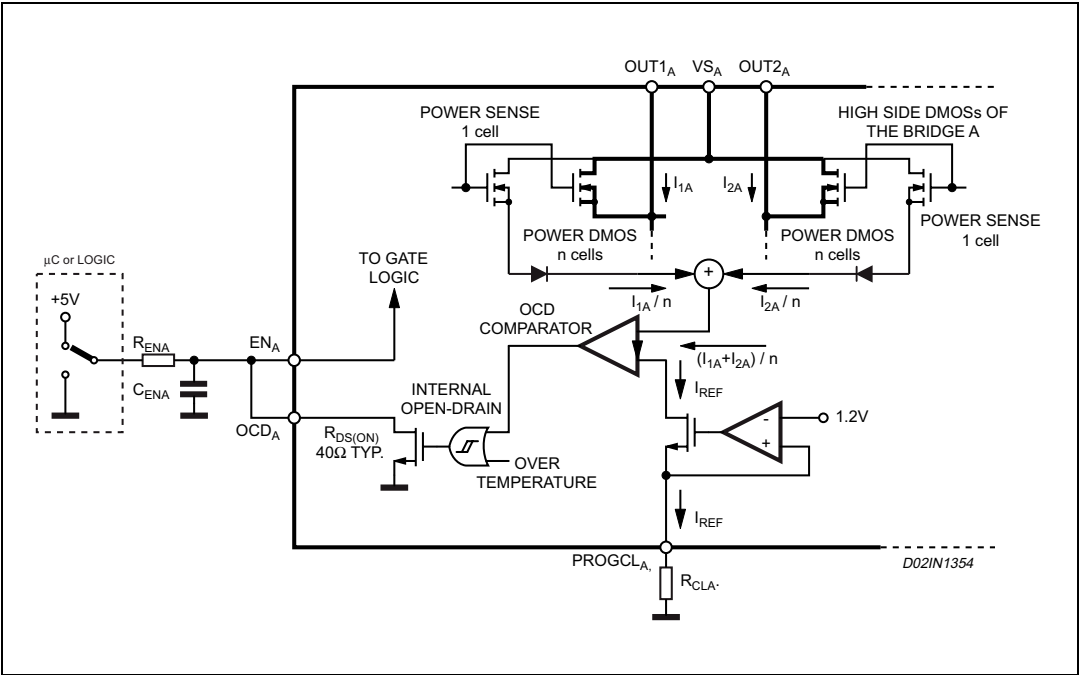 OUT1A VSA OUT2A
POWER SENSE
1 cell
HIGH SIDE DMOSs OF
THE BRIDGE A
I1A
I2A
POWER SENSE
1 cell
POWER DMOS
n cells
POWER DMOS
n cells
μC or LOGIC
TO GATE
LOGIC
+
+5V
I1A / n
I2A / n
OCD
COMPARATOR
RENA
ENA
(I1A+I2A) / n
CENA
INTERNAL
OPEN-DRAIN
IREF
-
1.2V
+
OCDA
RDS(ON)
40Ω TYP.
OVER
TEMPERATURE
IREF
PROGCLA,
D02IN1354
RCLA.